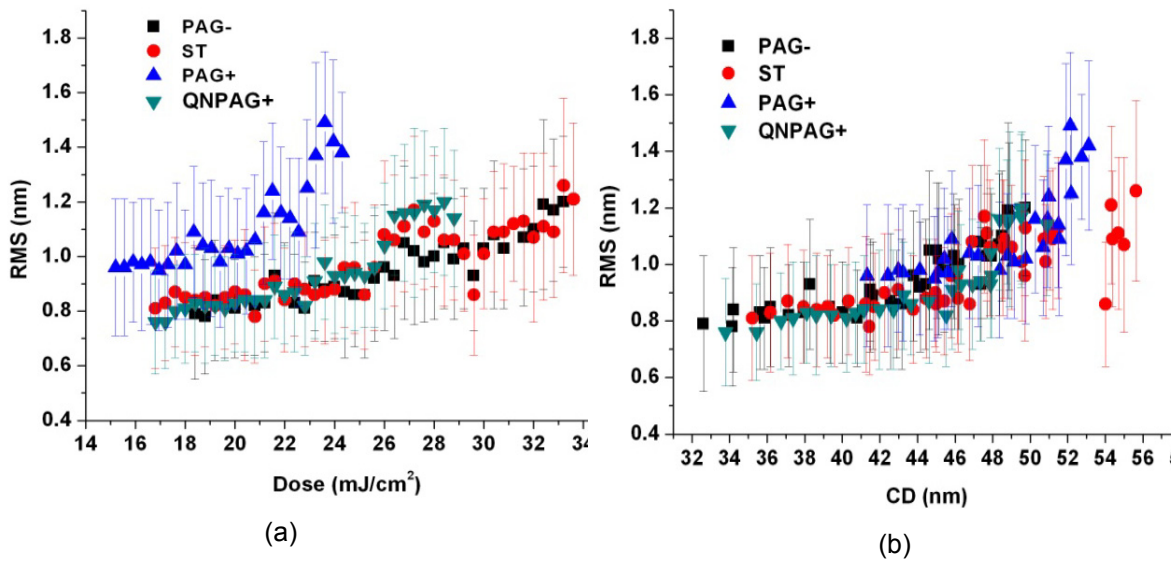 1.8
1.6
1.4
1.2
1.0
0.8
0.6
0.4
RMS (nm)
PAG-
ST
PAG+
QNPAG+
14 16 18 20 22 24 26 28 30 32 34
Dose (mJ/cm²)
(a)
1.8
1.6
1.4
1.2
1.0
0.8
0.6
0.4
RMS (nm)
PAG-
ST
PAG+
QNPAG+
32 34 36 38 40 42 44 46 48 50 52 54 56
CD (nm)
(b)